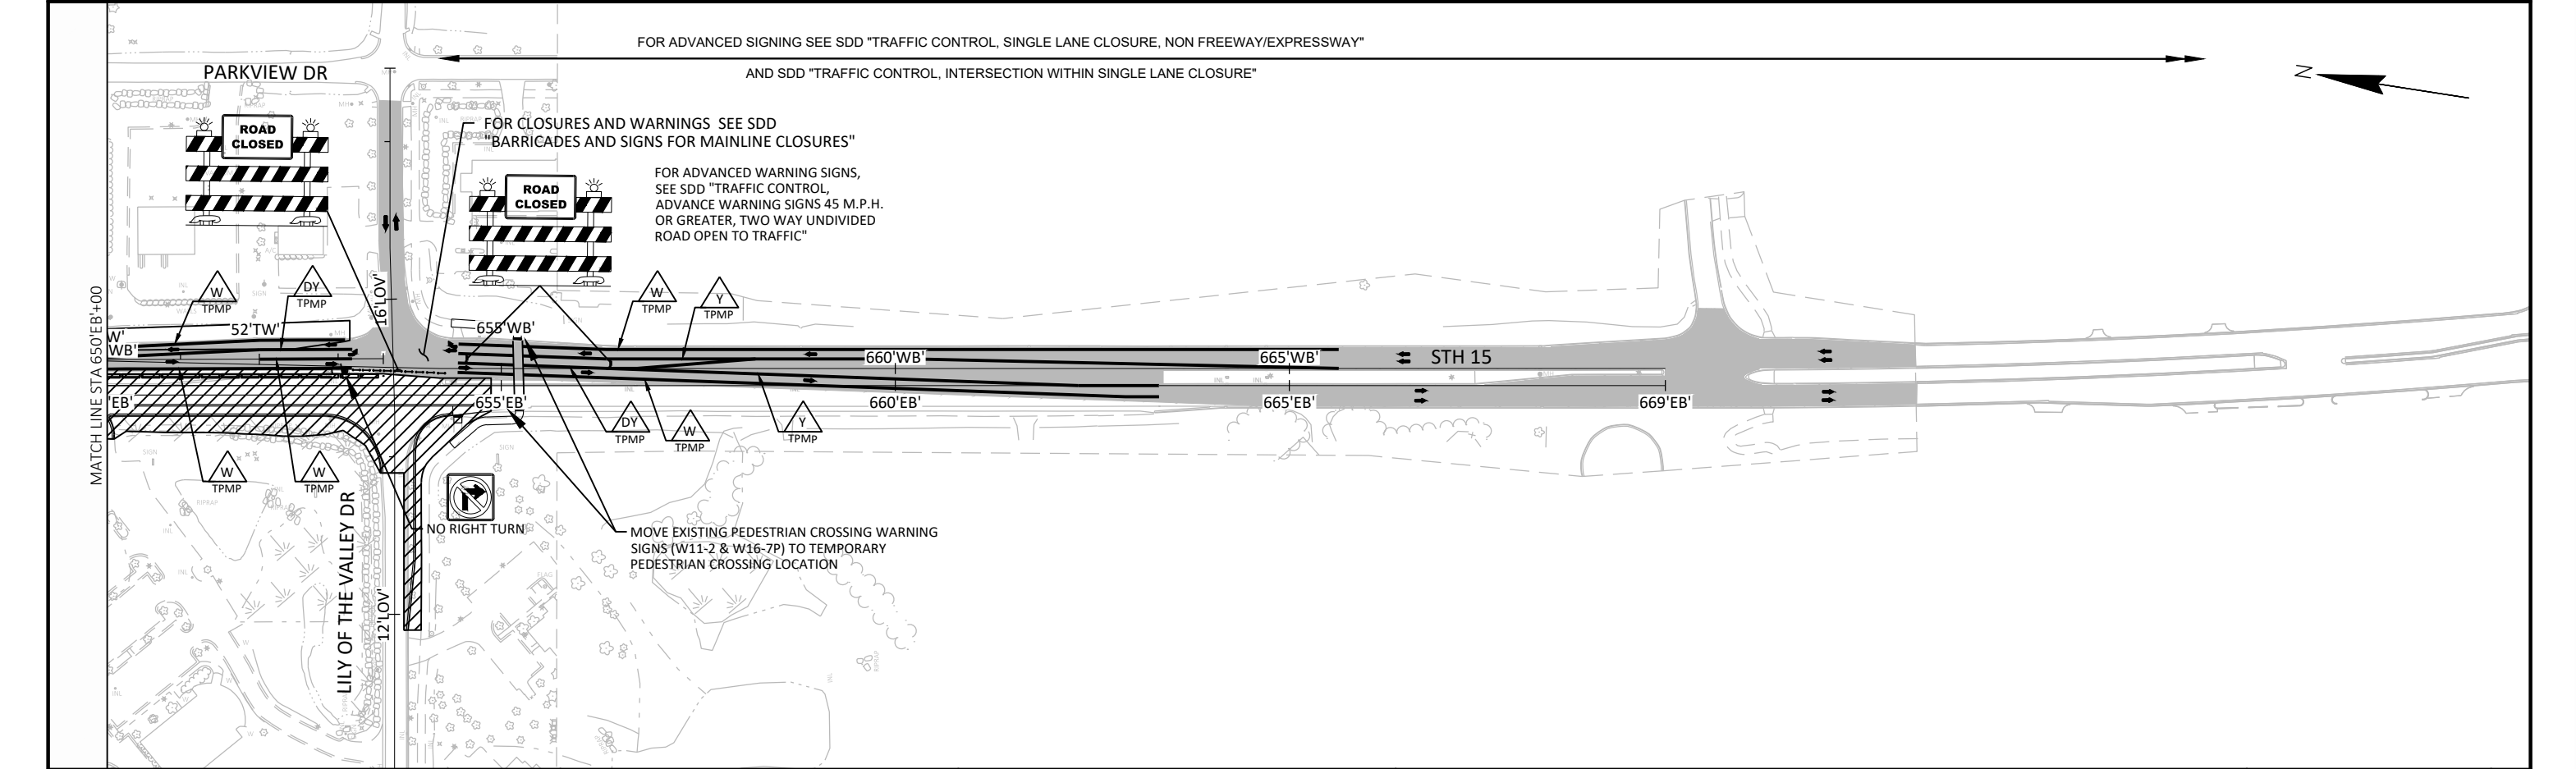 FOR ADVANCED SIGNING SEE SDD "TRAFFIC CONTROL, SINGLE LANE CLOSURE, NON FREEWAY/EXPRESSWAY"
AND SDD "TRAFFIC CONTROL, INTERSECTION WITHIN SINGLE LANE CLOSURE"
N
PARKVIEW DR
ROAD
CLOSED
FOR CLOSURES AND WARNINGS SEE SDD
"BARRICADES AND SIGNS FOR MAINLINE CLOSURES"
ROAD
CLOSED
FOR ADVANCED WARNING SIGNS,
SEE SDD "TRAFFIC CONTROL,
ADVANCE WARNING SIGNS 45 M.P.H.
OR GREATER, TWO WAY UNDIVIDED
ROAD OPEN TO TRAFFIC"
MATCH LINE STA 650'EB'+00
W
TPMP
DY
TPMP
16'LOV'
W
TPMP
Y
TPMP
52'TW'
W'
WB'
655'WB'
660'WB'
665'WB'
STH 15
'EB'
655'EB'
660'EB'
665'EB'
669'EB'
DY
TPMP
W
TPMP
Y
TPMP
W
TPMP
W
TPMP
LILY OF THE VALLEY DR
12'LOV'
NO RIGHT TURN
MOVE EXISTING PEDESTRIAN CROSSING WARNING
SIGNS (W11-2 & W16-7P) TO TEMPORARY
PEDESTRIAN CROSSING LOCATION